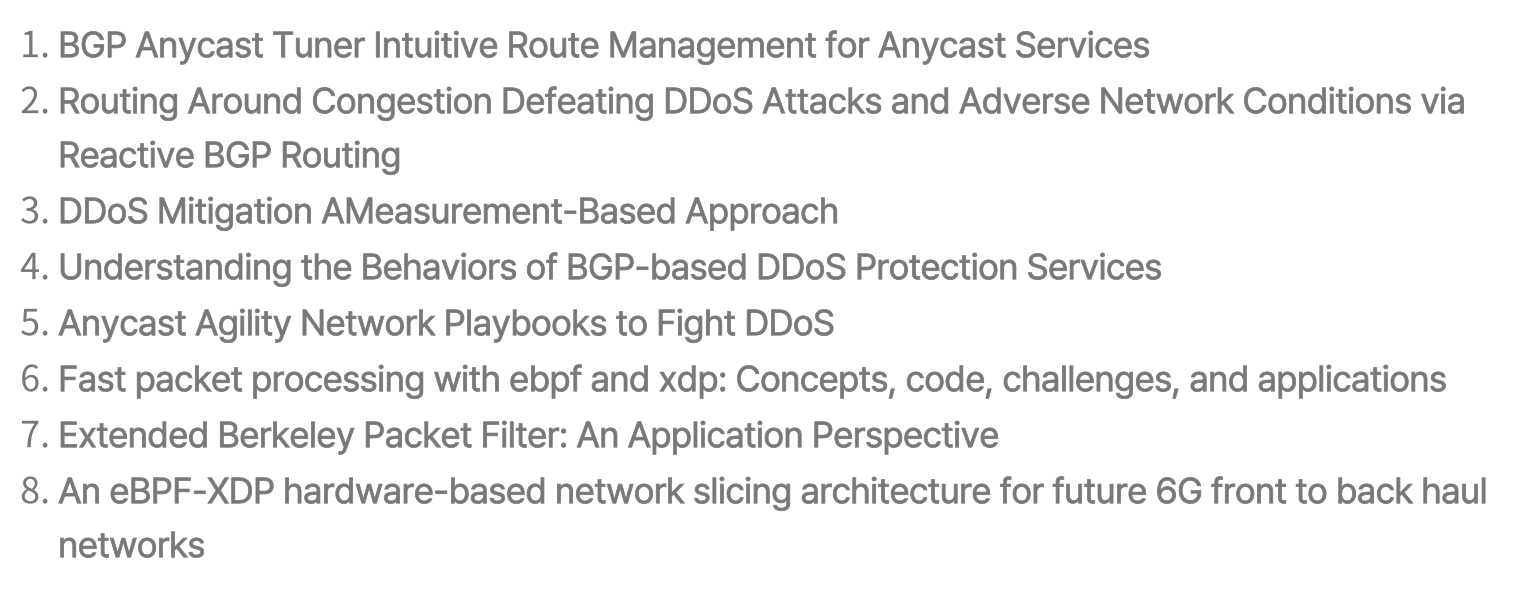 1. BGP Anycast Tuner Intuitive Route Management for Anycast Services
2. Routing Around Congestion Defeating DDoS Attacks and Adverse Network Conditions via
Reactive BGP Routing
3. DDoS Mitigation AMeasurement-Based Approach
4. Understanding the Behaviors of BGP-based DDoS Protection Services
5. Anycast Agility Network Playbooks to Fight DDoS
6. Fast packet processing with ebpf and xdp: Concepts, code, challenges, and applications
7. Extended Berkeley Packet Filter: An Application Perspective
8. An eBPF-XDP hardware-based network slicing architecture for future 6G front to back haul
networks